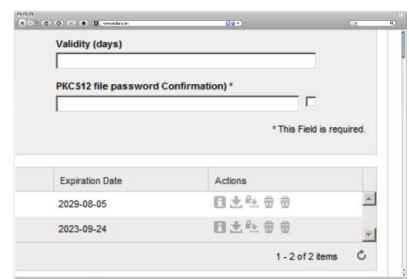 Validity (days)
PKCS12 file password Confirmation) *
* This Field is required.
Expiration Date Actions
2029-08-05
2023-09-24
1 - 2 of 2 items